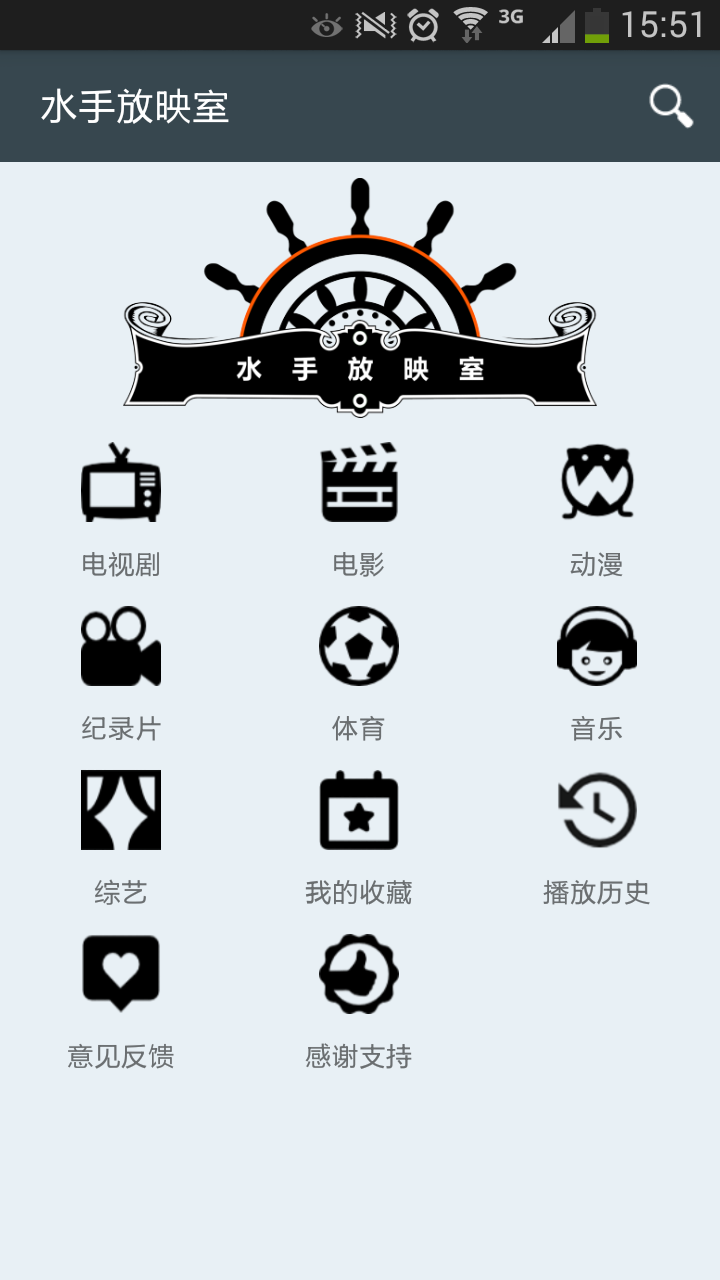 3G 15:51
水手放映室
水手放映室
电视剧 电影 动漫
纪录片 体育 音乐
综艺 我的收藏 播放历史
意见反馈 感谢支持